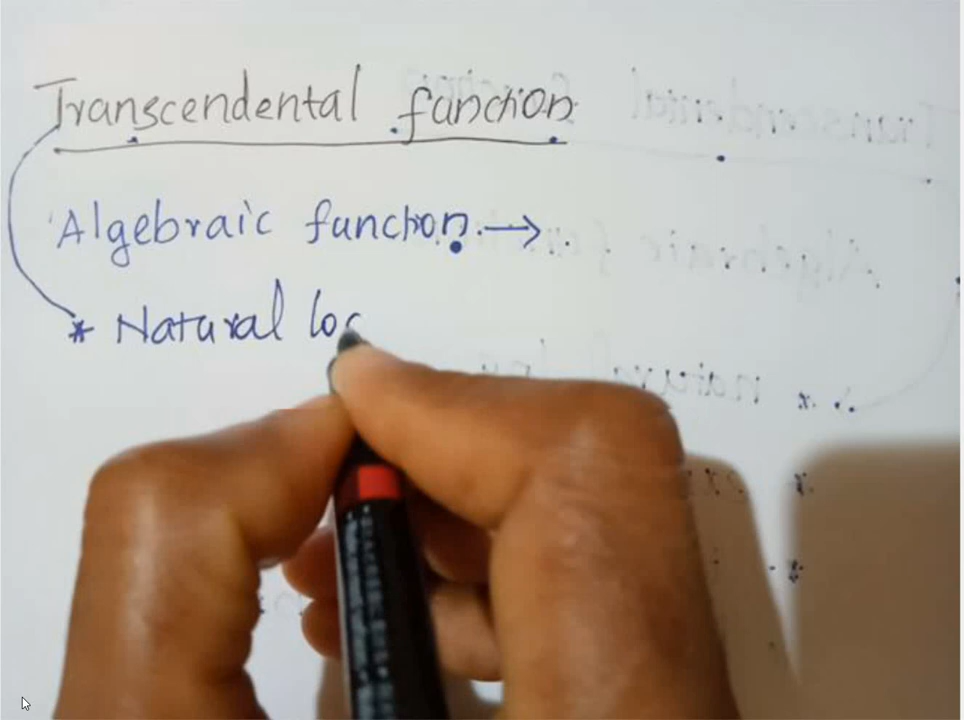 Transcendental function
Algebraic function →
* Natural lo